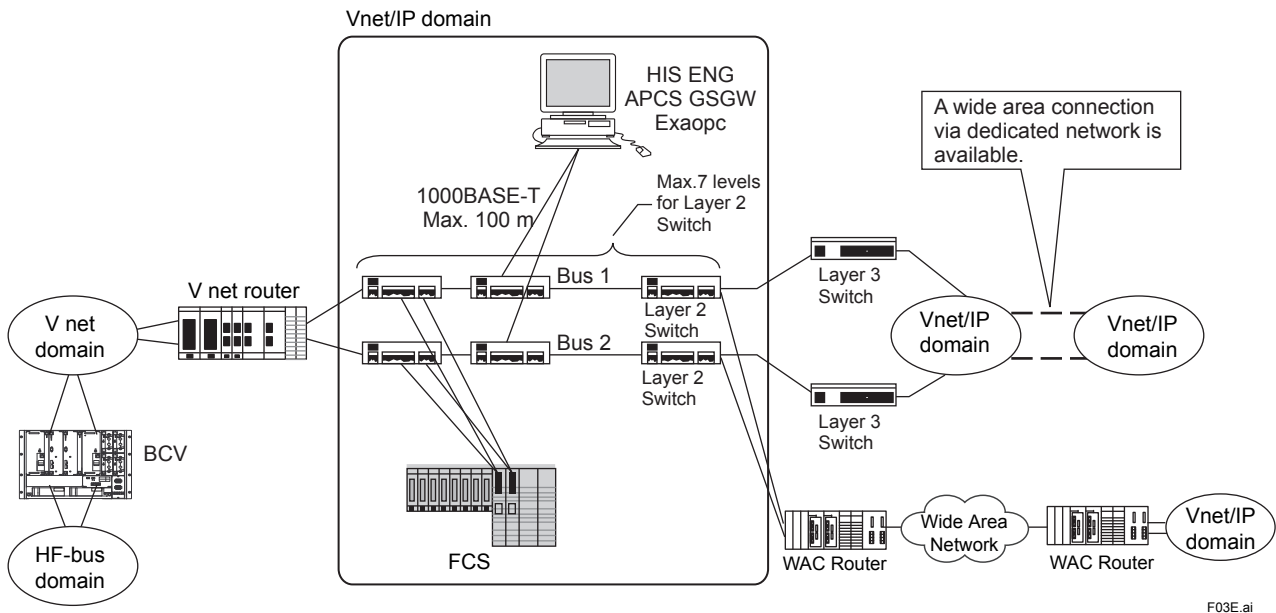 Vnet/IP domain
HIS ENG
APCS GSGW
Exaopc
A wide area connection
via dedicated network is
available.
1000BASE-T
Max. 100 m
Max.7 levels
for Layer 2
Switch
V net router
Bus 1
Layer 2
Switch
Layer 3
Switch
V net
domain
Bus 2
Layer 2
Switch
Vnet/IP
domain
Vnet/IP
domain
Layer 3
Switch
BCV
HF-bus
domain
FCS
WAC Router
Wide Area
Network
WAC Router
Vnet/IP
domain
F03E.ai